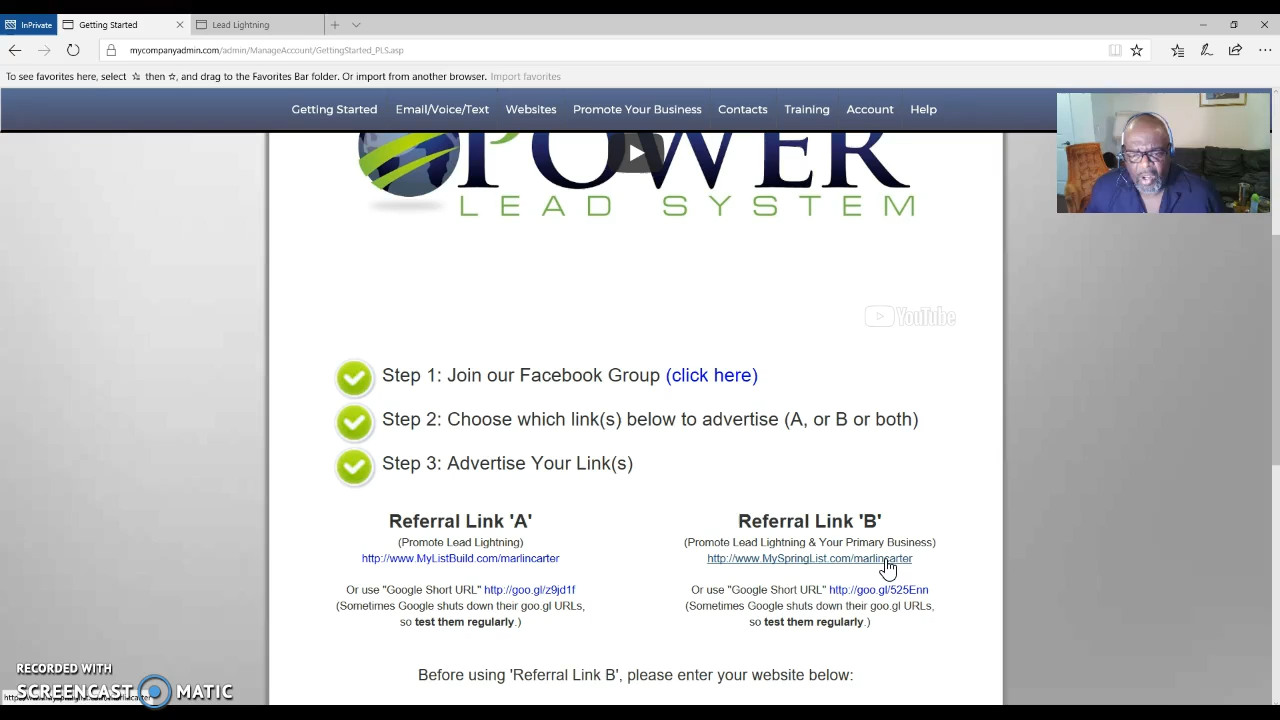 InPrivate
Getting Started
Lead Lightning
mycompanyadmin.com/admin/ManageAccount/GettingStarted_PLS.asp
To see favorites here, select ☆ then ☆, and drag to the Favorites Bar folder. Or import from another browser. Import favorites
Getting Started Email/Voice/Text Websites Promote Your Business Contacts Training Account Help
POWER
LEAD SYSTEM
YouTube
Step 1: Join our Facebook Group (click here)
Step 2: Choose which link(s) below to advertise (A, or B or both)
Step 3: Advertise Your Link(s)
Referral Link 'A'
(Promote Lead Lightning)
http://www.MyListBuild.com/marlincarter
Or use "Google Short URL" http://goo.gl/z9jd1f
(Sometimes Google shuts down their goo.gl URLs,
so test them regularly.)
Referral Link 'B'
(Promote Lead Lightning & Your Primary Business)
http://www.MySpringList.com/marlincarter
Or use "Google Short URL" http://goo.gl/525Enn
(Sometimes Google shuts down their goo.gl URLs,
so test them regularly.)
Before using 'Referral Link B', please enter your website below:
RECORDED WITH
SCREENCAST MATIC